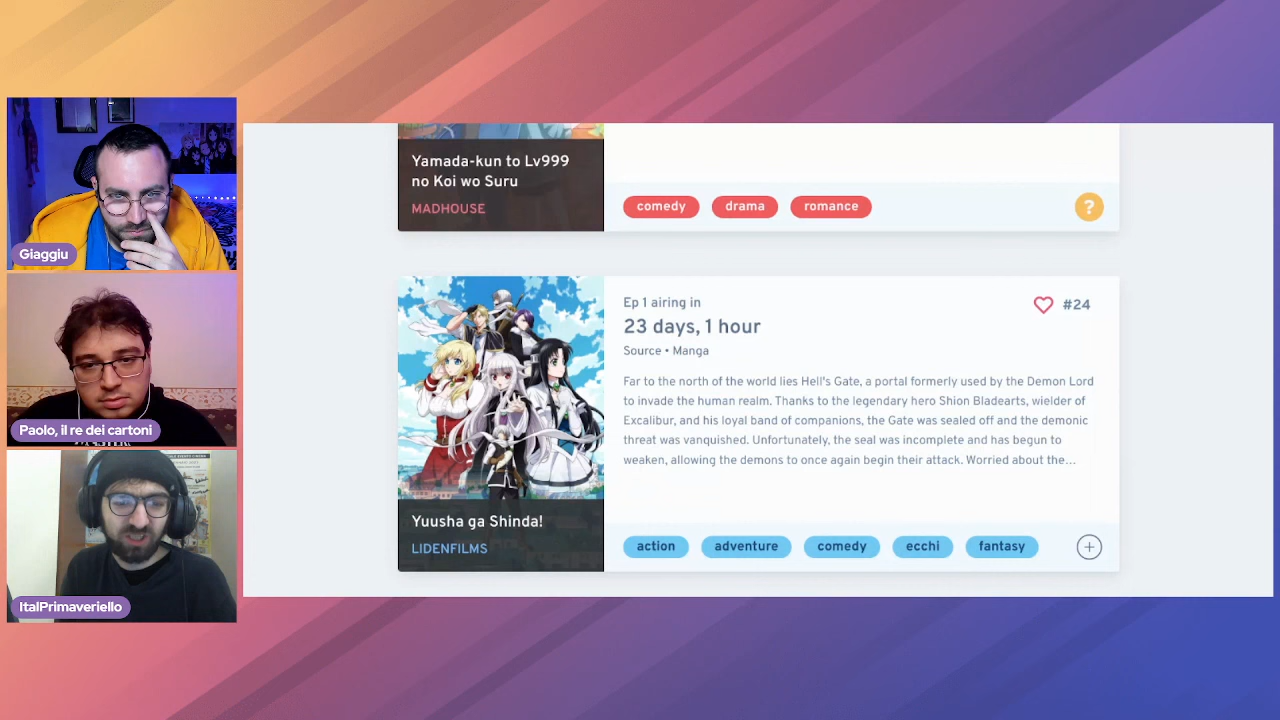 Giaggiu
Paolo, il re dei cartoni
ItalPrimaveriello
Yamada-kun to Lv999
no Koi wo Suru
MADHOUSE
comedy
drama
romance
?
Ep 1 airing in
23 days, 1 hour
Source • Manga
#24
Far to the north of the world lies Hell's Gate, a portal formerly used by the Demon Lord
to invade the human realm. Thanks to the legendary hero Shion Bladearts, wielder of
Excalibur, and his loyal band of companions, the Gate was sealed off and the demonic
threat was vanquished. Unfortunately, the seal was incomplete and has begun to
weaken, allowing the demons to once again begin their attack. Worried about the...
Yuusha ga Shinda!
LIDENFILMS
action
adventure
comedy
ecchi
fantasy